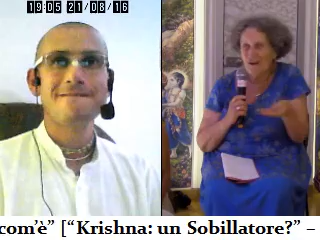 19:05 21/08/16
com’è” [“Krishna: un Sobillatore?” –